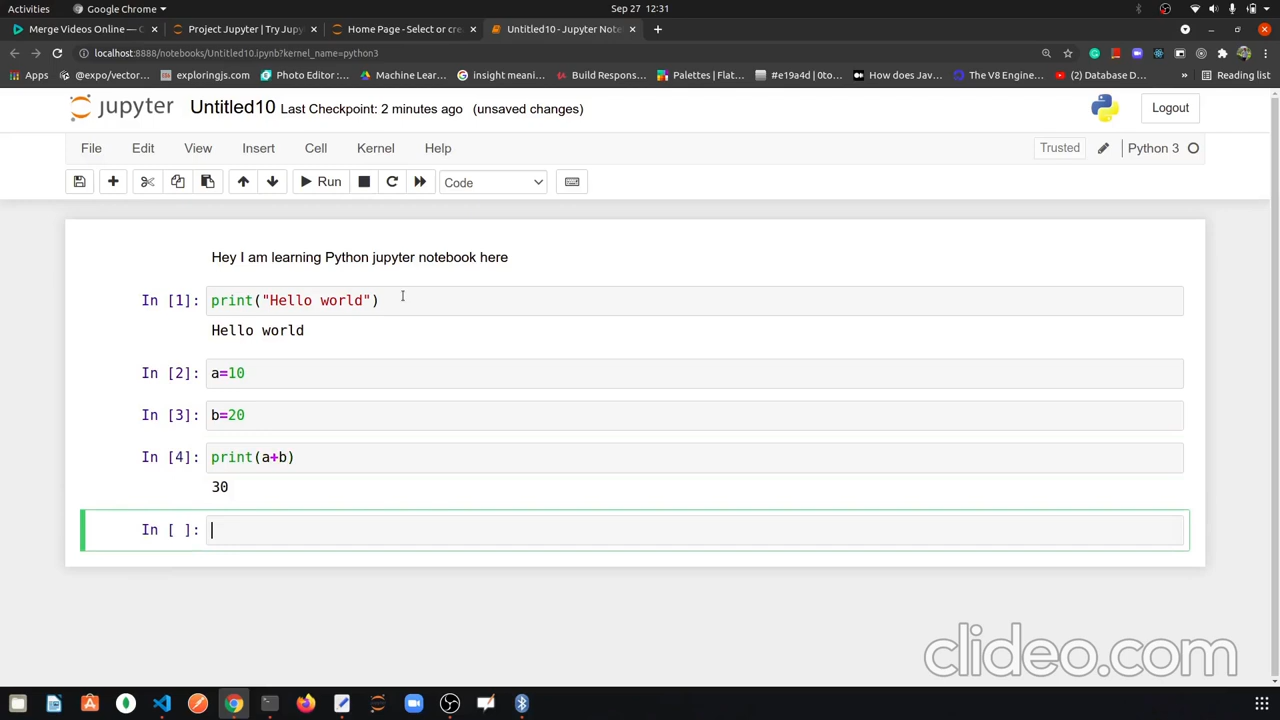 Activities Google Chrome Sep 27 12:31
Merge Videos Online — C Project Jupyter | Try Jup Home Page - Select or cre Untitled10 - Jupyter Note
localhost:8888/notebooks/Untitled10.ipynb?kernel_name=python3
Apps @expo/vector... exploringjs.com Photo Editor :... Machine Lear... insight meani... Build Respons... Palettes | Flat... #e19a4d | 0to... How does Jav... The V8 Engine... (2) Database D... » Reading list
jupyter Untitled10 Last Checkpoint: 2 minutes ago (unsaved changes) Logout
File Edit View Insert Cell Kernel Help Trusted Python 3
Run Code
Hey I am learning Python jupyter notebook here
In [1]: print("Hello world")
Hello world
In [2]: a=10
In [3]: b=20
In [4]: print(a+b)
30
In [ ]:
clideo.com